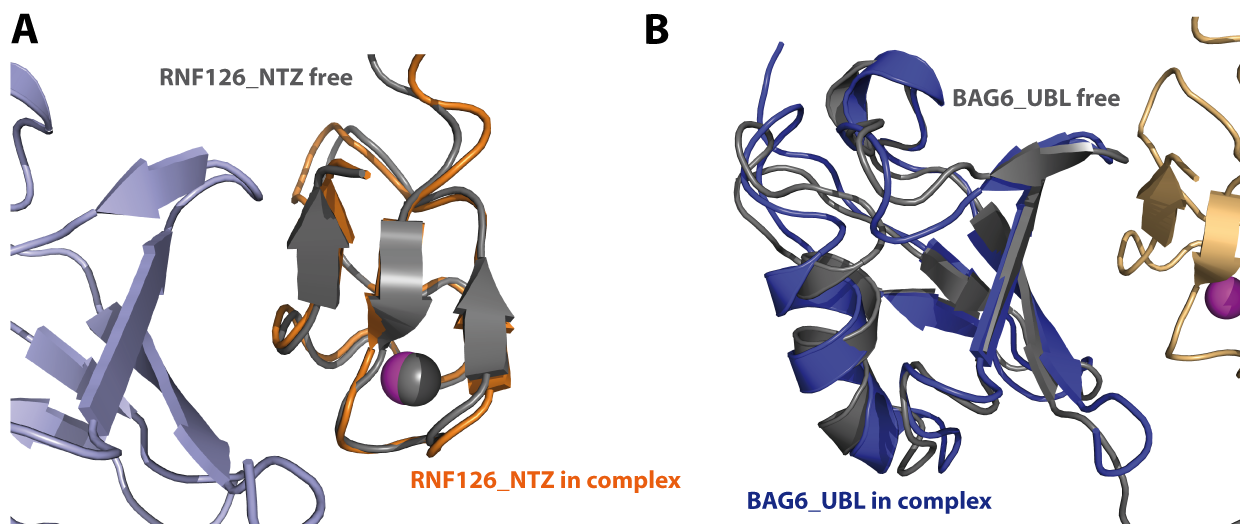 A
B
RNF126_NTZ free
BAG6_UBL free
RNF126_NTZ in complex
BAG6_UBL in complex